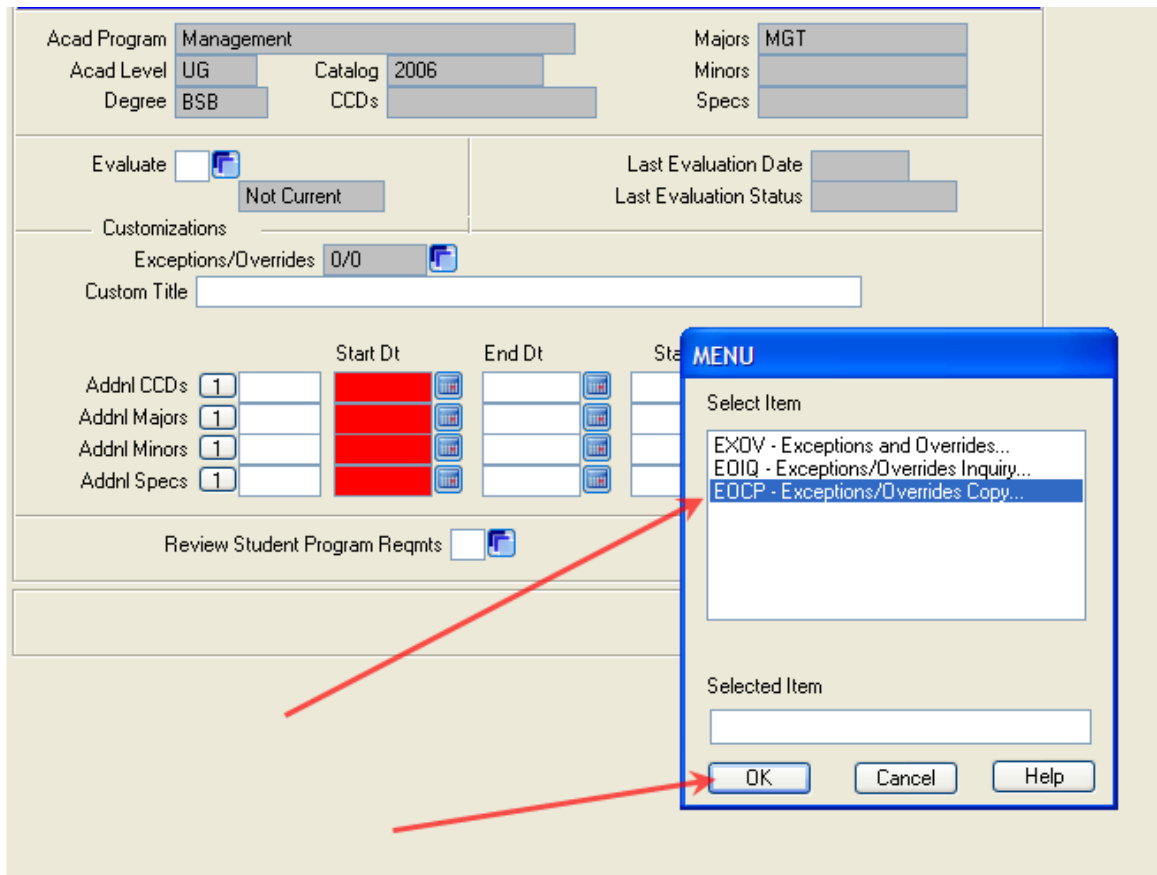 Acad Program Management Majors MGT
Acad Level UG Catalog 2006 Minors
Degree BSB CCDs Specs
Evaluate Last Evaluation Date
Not Current Last Evaluation Status
Customizations
Exceptions/Overrides 0/0
Custom Title
Start Dt End Dt Sta
Addnl CCDs 1
Addnl Majors 1
Addnl Minors 1
Addnl Specs 1
Review Student Program Reqmts
MENU
Select Item
EXOV - Exceptions and Overrides...
EOIQ - Exceptions/Overrides Inquiry...
EOCP - Exceptions/Overrides Copy...
Selected Item
OK Cancel Help